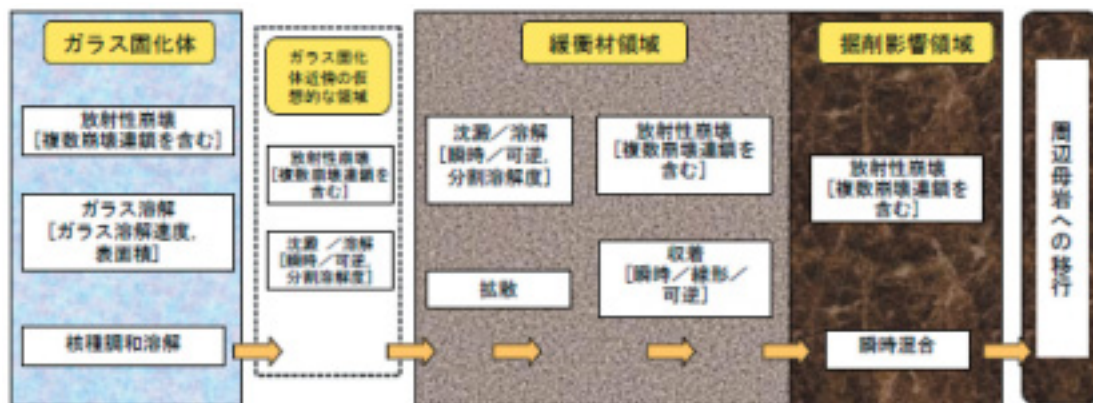 ガラス固化体
放射性崩壊
[複数崩壊連鎖を含む]
ガラス溶解
[ガラス溶解速度,
表面積]
核種調和溶解
ガラス固化
体近傍の仮
想的な領域
放射性崩壊
[複数崩壊連鎖を
含む]
沈澱／溶解
[瞬時／可逆,
分割溶解度]
緩衝材領域
沈澱／溶解
[瞬時／可逆,
分割溶解度]
拡散
放射性崩壊
[複数崩壊連鎖を
含む]
収着
[瞬時／線形／
可逆]
掘削影響領域
放射性崩壊
[複数崩壊連鎖を
含む]
瞬時混合
周辺母岩への移行